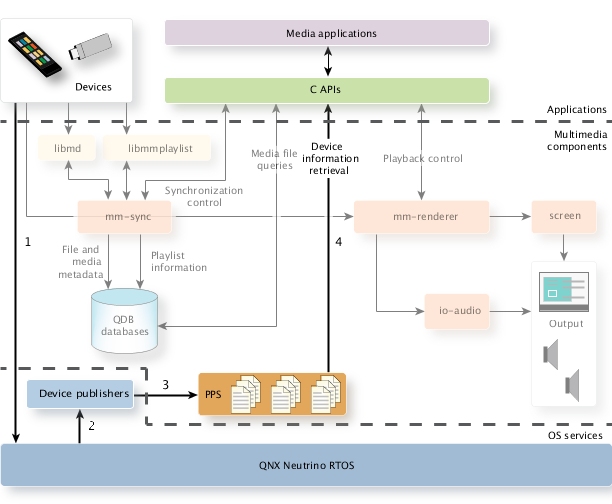 Media applications
Devices
C APIs
Applications
Multimedia
components
libmd
libmmplaylist
Media file
queries
Device
information
retrieval
Playback control
Synchronization
control
mm-sync
mm-renderer
screen
1
4
File and
media
metadata
Playlist
information
QDB
databases
io-audio
Output
Device publishers
3
PPS
2
OS services
QNX Neutrino RTOS